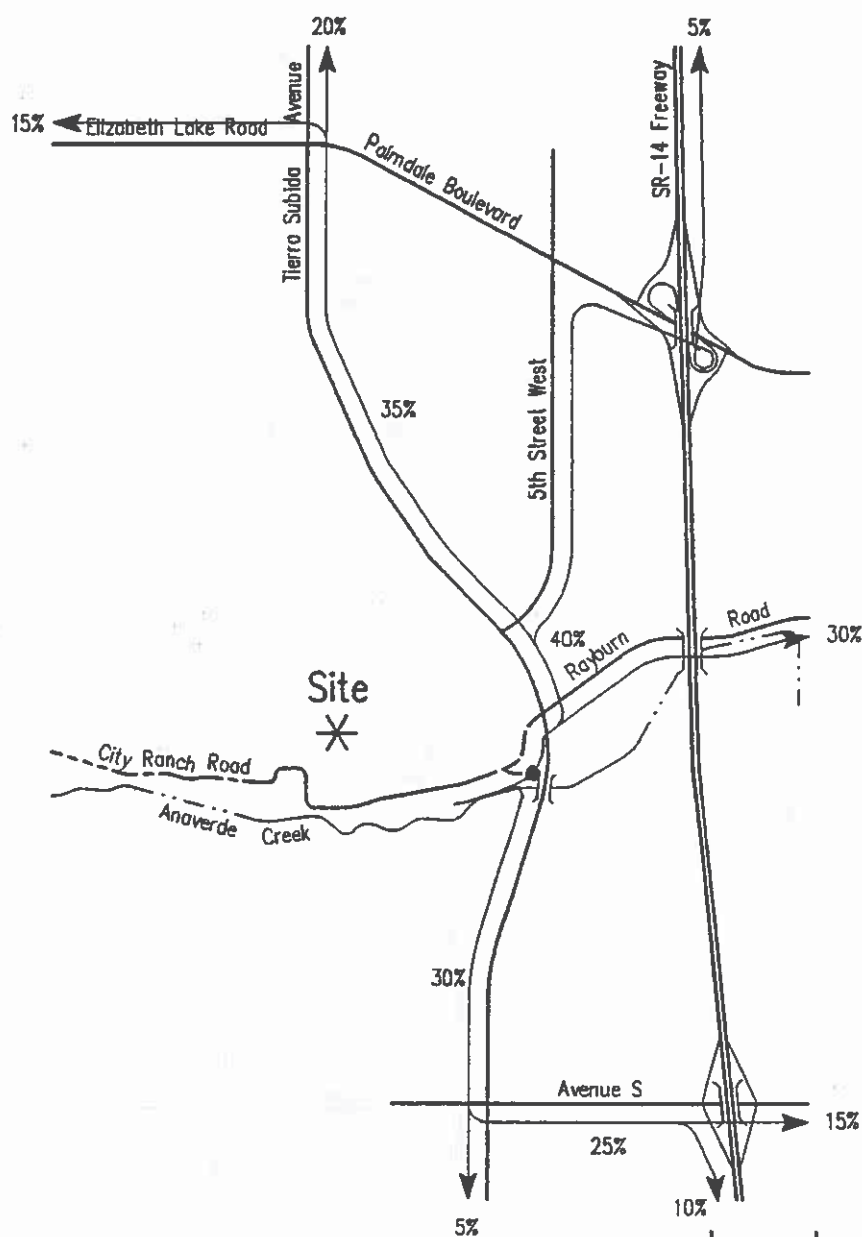 20%
5%
15%
Elizabeth Lake Road
Avenue
Tierra Subida
Palmdale Boulevard
SR-14 Freeway
35%
5th Street West
40%
Rayburn
Road
30%
Site
City Ranch Road
Anaverde
Creek
30%
Avenue S
25%
15%
10%
5%